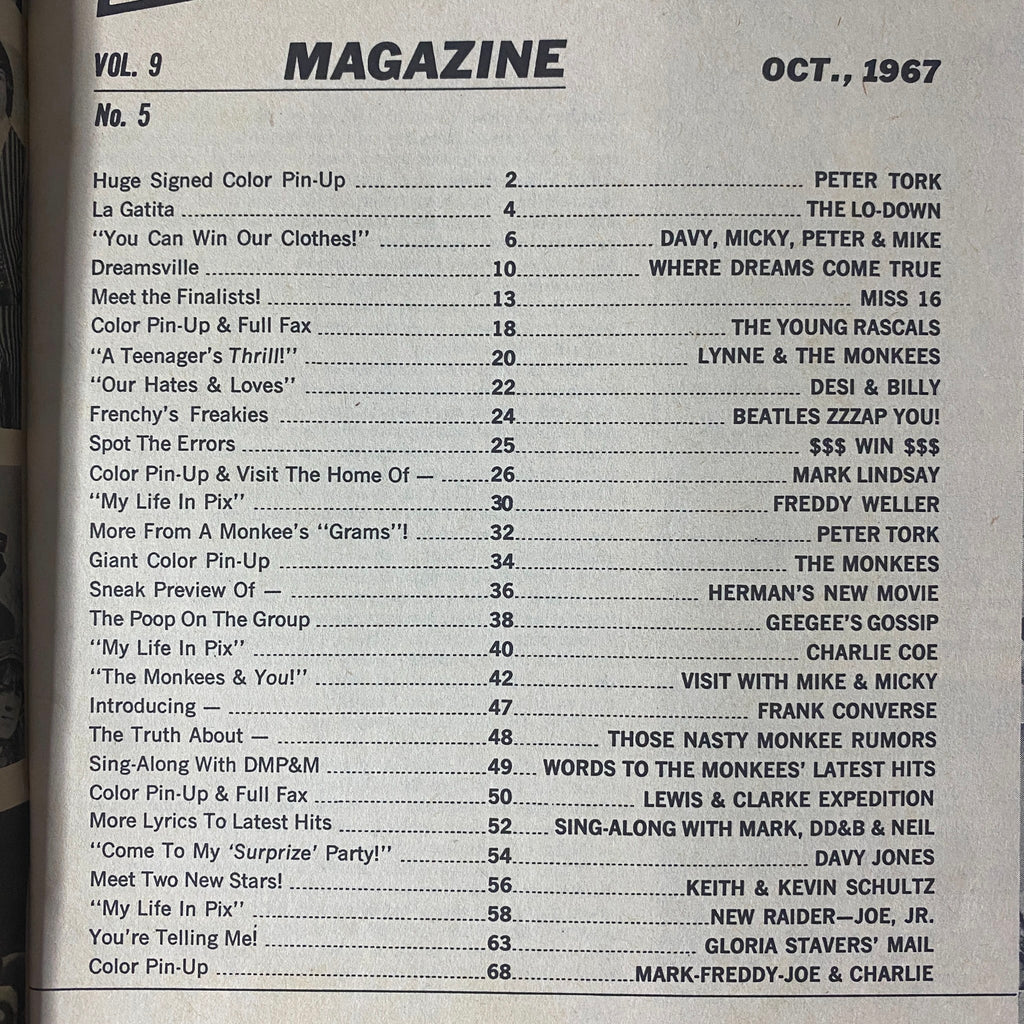 VOL. 9 MAGAZINE OCT., 1967
No. 5
Huge Signed Color Pin-Up 2 PETER TORK
La Gatita 4 THE LO-DOWN
“You Can Win Our Clothes!” 6 DAVY, MICKY, PETER & MIKE
Dreamsville 10 WHERE DREAMS COME TRUE
Meet the Finalists! 13 MISS 16
Color Pin-Up & Full Fax 18 THE YOUNG RASCALS
“A Teenager’s Thrill!” 20 LYNNE & THE MONKEES
“Our Hates & Loves” 22 DESI & BILLY
Frenchy’s Freakies 24 BEATLES ZZZAP YOU!
Spot The Errors 25 $$$ WIN $$$
Color Pin-Up & Visit The Home Of — 26 MARK LINDSAY
“My Life In Pix” 30 FREDDY WELLER
More From A Monkee’s “Grams”! 32 PETER TORK
Giant Color Pin-Up 34 THE MONKEES
Sneak Preview Of — 36 HERMAN’S NEW MOVIE
The Poop On The Group 38 GEEGEE’S GOSSIP
“My Life In Pix” 40 CHARLIE COE
“The Monkees & You!” 42 VISIT WITH MIKE & MICKY
Introducing — 47 FRANK CONVERSE
The Truth About — 48 THOSE NASTY MONKEE RUMORS
Sing-Along With DMP&M 49 WORDS TO THE MONKEES’ LATEST HITS
Color Pin-Up & Full Fax 50 LEWIS & CLARKE EXPEDITION
More Lyrics To Latest Hits 52 SING-ALONG WITH MARK, DD&B & NEIL
“Come To My ‘Surprize’ Party!” 54 DAVY JONES
Meet Two New Stars! 56 KEITH & KEVIN SCHULTZ
“My Life In Pix” 58 NEW RAIDER—JOE, JR.
You’re Telling Me! 63 GLORIA STAVERS’ MAIL
Color Pin-Up 68 MARK-FREDDY-JOE & CHARLIE